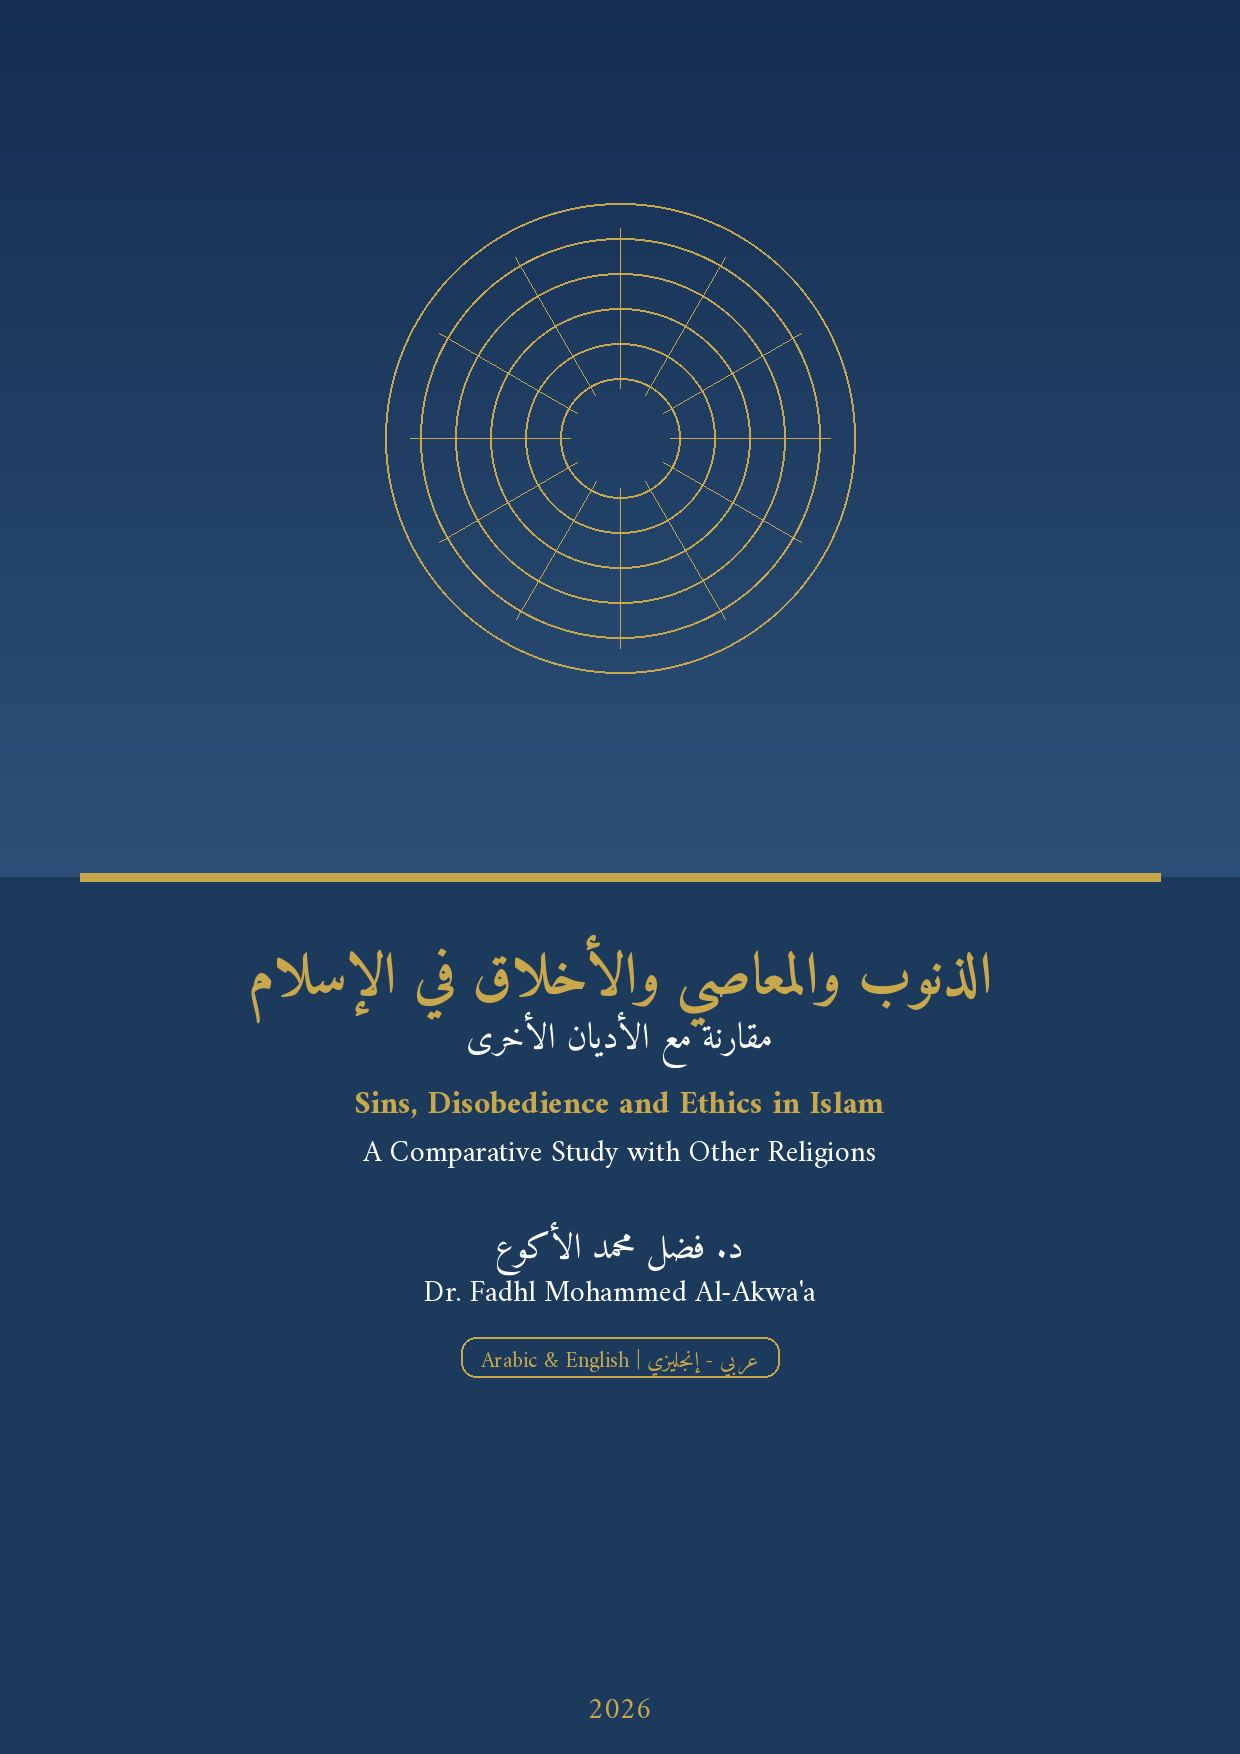 الذنوب والمعاصي والأخلاق في الإسلام
مقارنة مع الأديان الأخرى
Sins, Disobedience and Ethics in Islam
A Comparative Study with Other Religions
د. فضل محمد الأكوع
Dr. Fadhl Mohammed Al-Akwa'a
Arabic & English | عربي - إنجليزي
2026